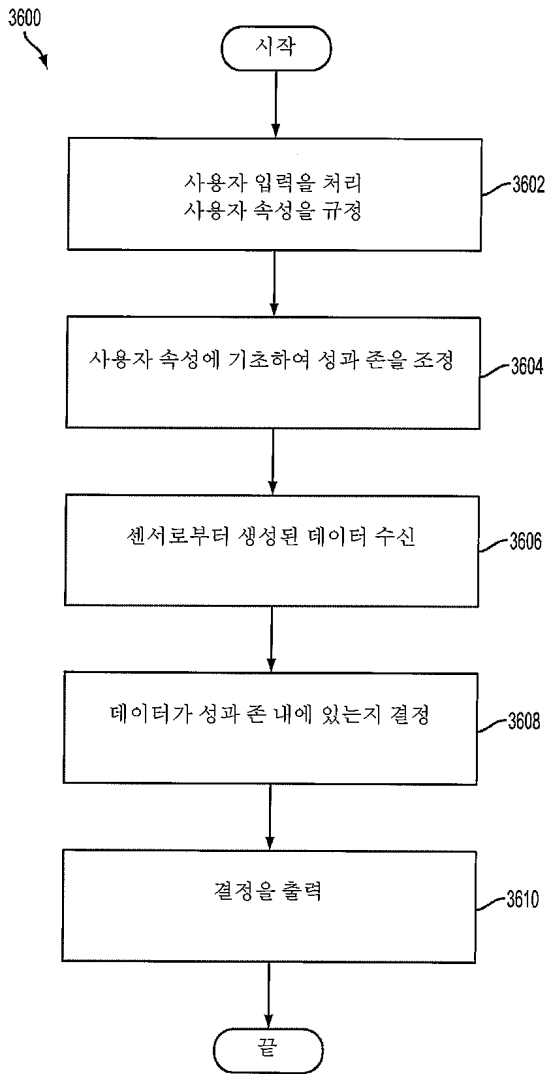 3600
시작
사용자 입력을 처리
사용자 속성을 규정
3602
사용자 속성에 기초하여 성과 존을 조정
3604
센서로부터 생성된 데이터 수신
3606
데이터가 성과 존 내에 있는지 결정
3608
결정을 출력
3610
끝